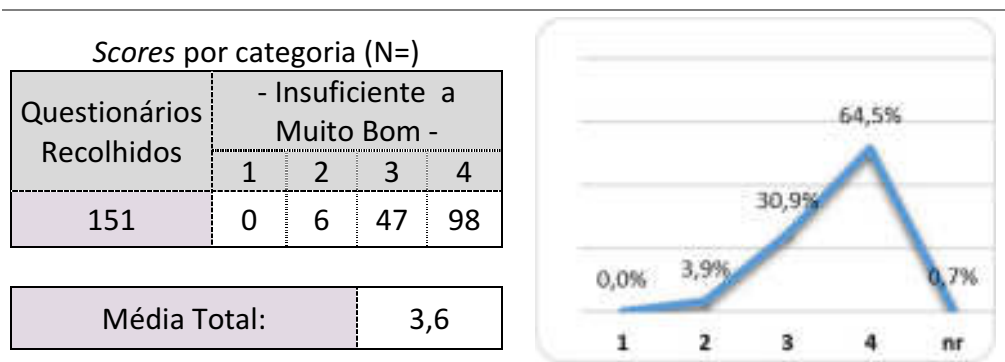 Scores por categoria (N=)
Questionários Recolhidos
- Insuficiente a
Muito Bom -
1 2 3 4
151 0 6 47 98
Média Total: 3,6
64,5%
30,9%
0,0% 3,9% 0,7%
1 2 3 4 nr